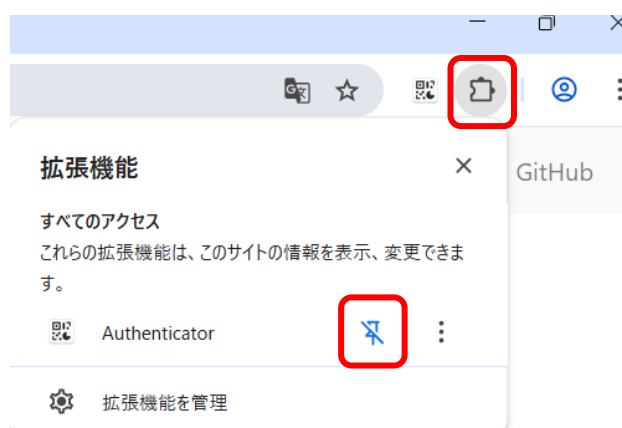 拡張機能
GitHub
すべてのアクセス
これらの拡張機能は、このサイトの情報を表示、変更できま
す。
Authenticator
拡張機能を管理